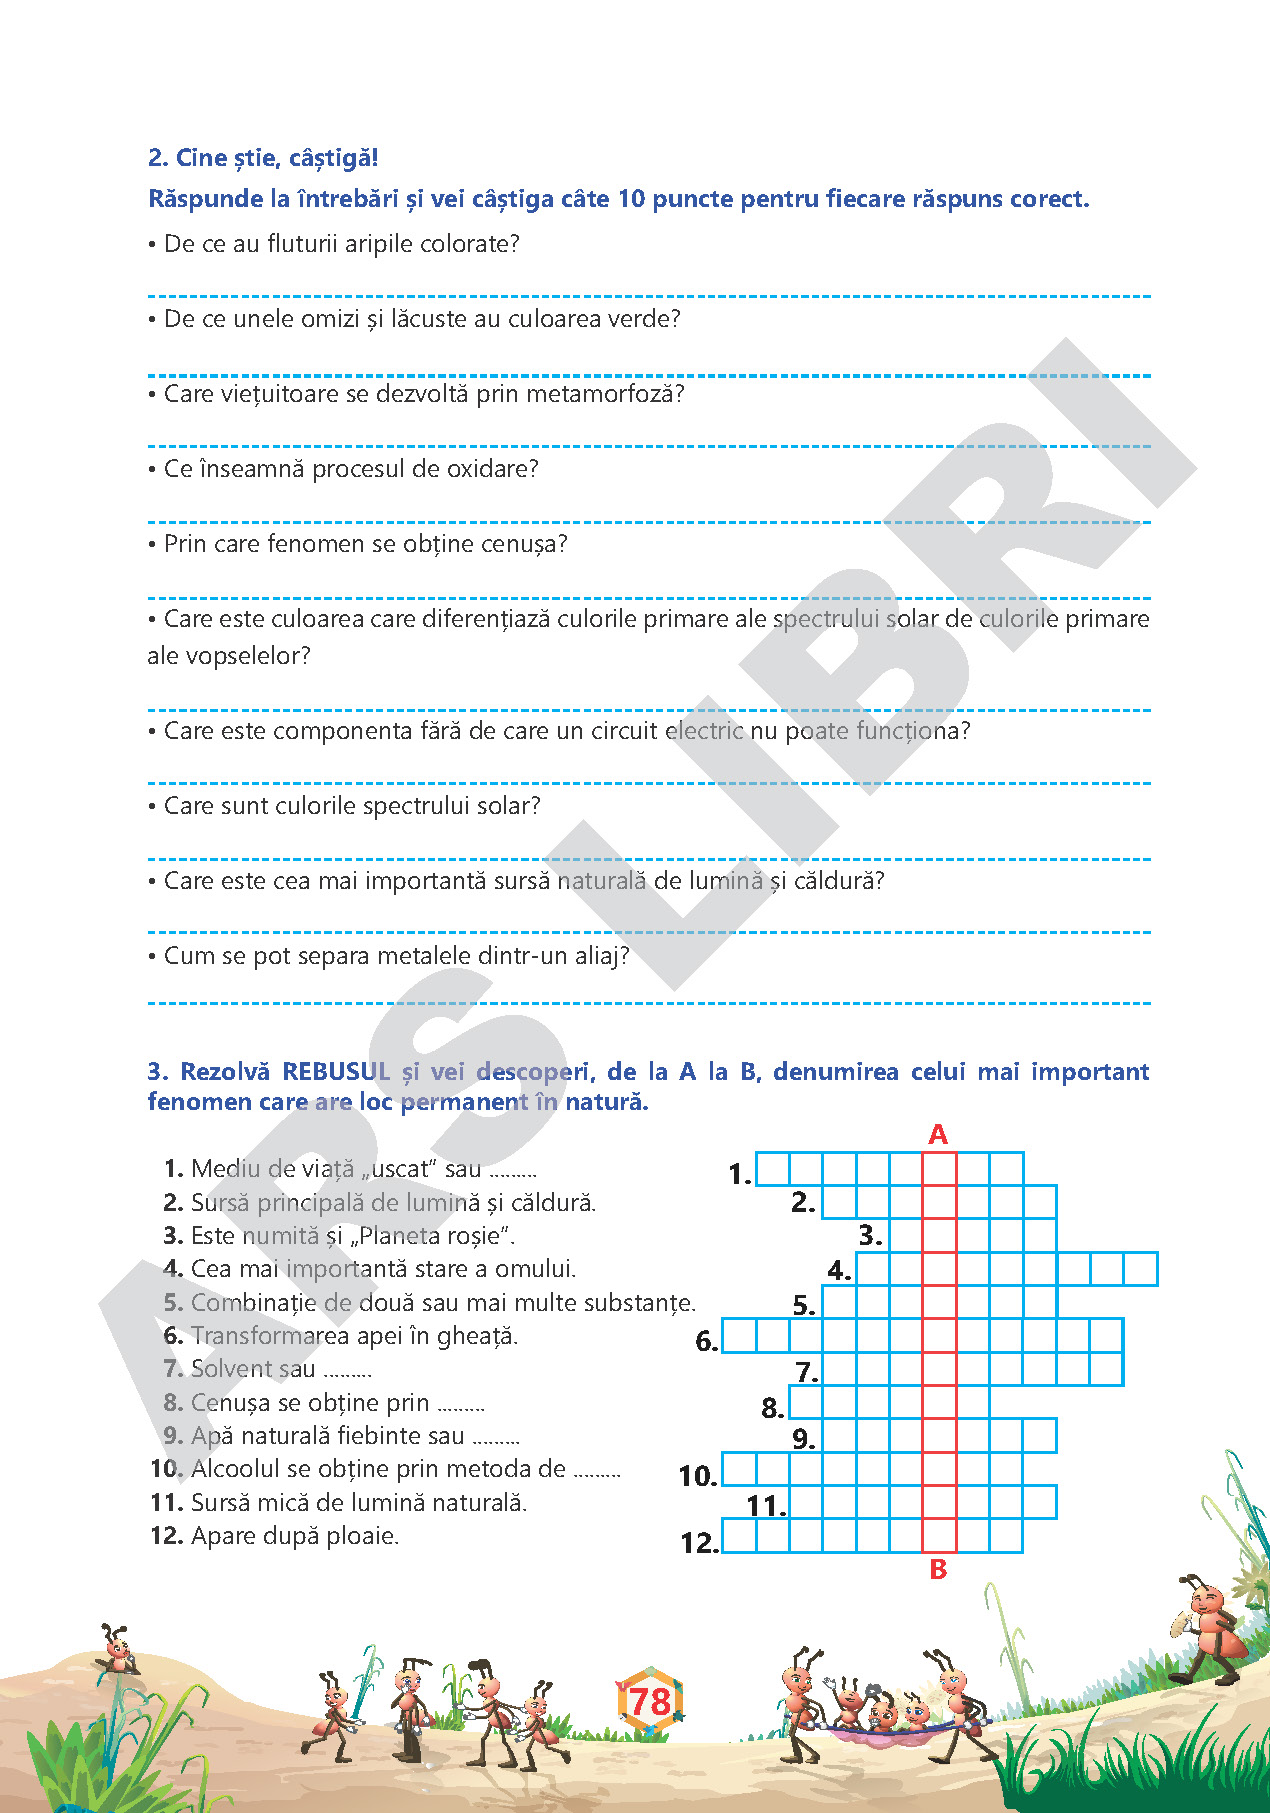 2. Cine știe, câștigă!
Răspunde la întrebări și vei câștiga câte 10 puncte pentru fiecare răspuns corect.
• De ce au fluturii aripile colorate?
• De ce unele omizi și lăcuste au culoarea verde?
• Care viețuitoare se dezvoltă prin metamorfoză?
• Ce înseamnă procesul de oxidare?
• Prin care fenomen se obține cenușa?
• Care este culoarea care diferențiază culorile primare ale spectrului solar de culorile primare
ale vopselelor?
• Care este componenta fără de care un circuit electric nu poate funcționa?
• Care sunt culorile spectrului solar?
• Care este cea mai importantă sursă naturală de lumină și căldură?
• Cum se pot separa metalele dintr-un aliaj?
ARS LIBRI
3. Rezolvă REBUSUL și vei descoperi, de la A la B, denumirea celui mai important
fenomen care are loc permanent în natură.
1. Mediu de viață „uscat” sau .........
2. Sursă principală de lumină și căldură.
3. Este numită și „Planeta roșie”.
4. Cea mai importantă stare a omului.
5. Combinație de două sau mai multe substanțe.
6. Transformarea apei în gheață.
7. Solvent sau .........
8. Cenușa se obține prin .........
9. Apă naturală fiebinte sau .........
10. Alcoolul se obține prin metoda de .........
11. Sursă mică de lumină naturală.
12. Apare după ploaie.
A
1.
2.
3.
4.
5.
6.
7.
8.
9.
10.
11.
12.
B
78